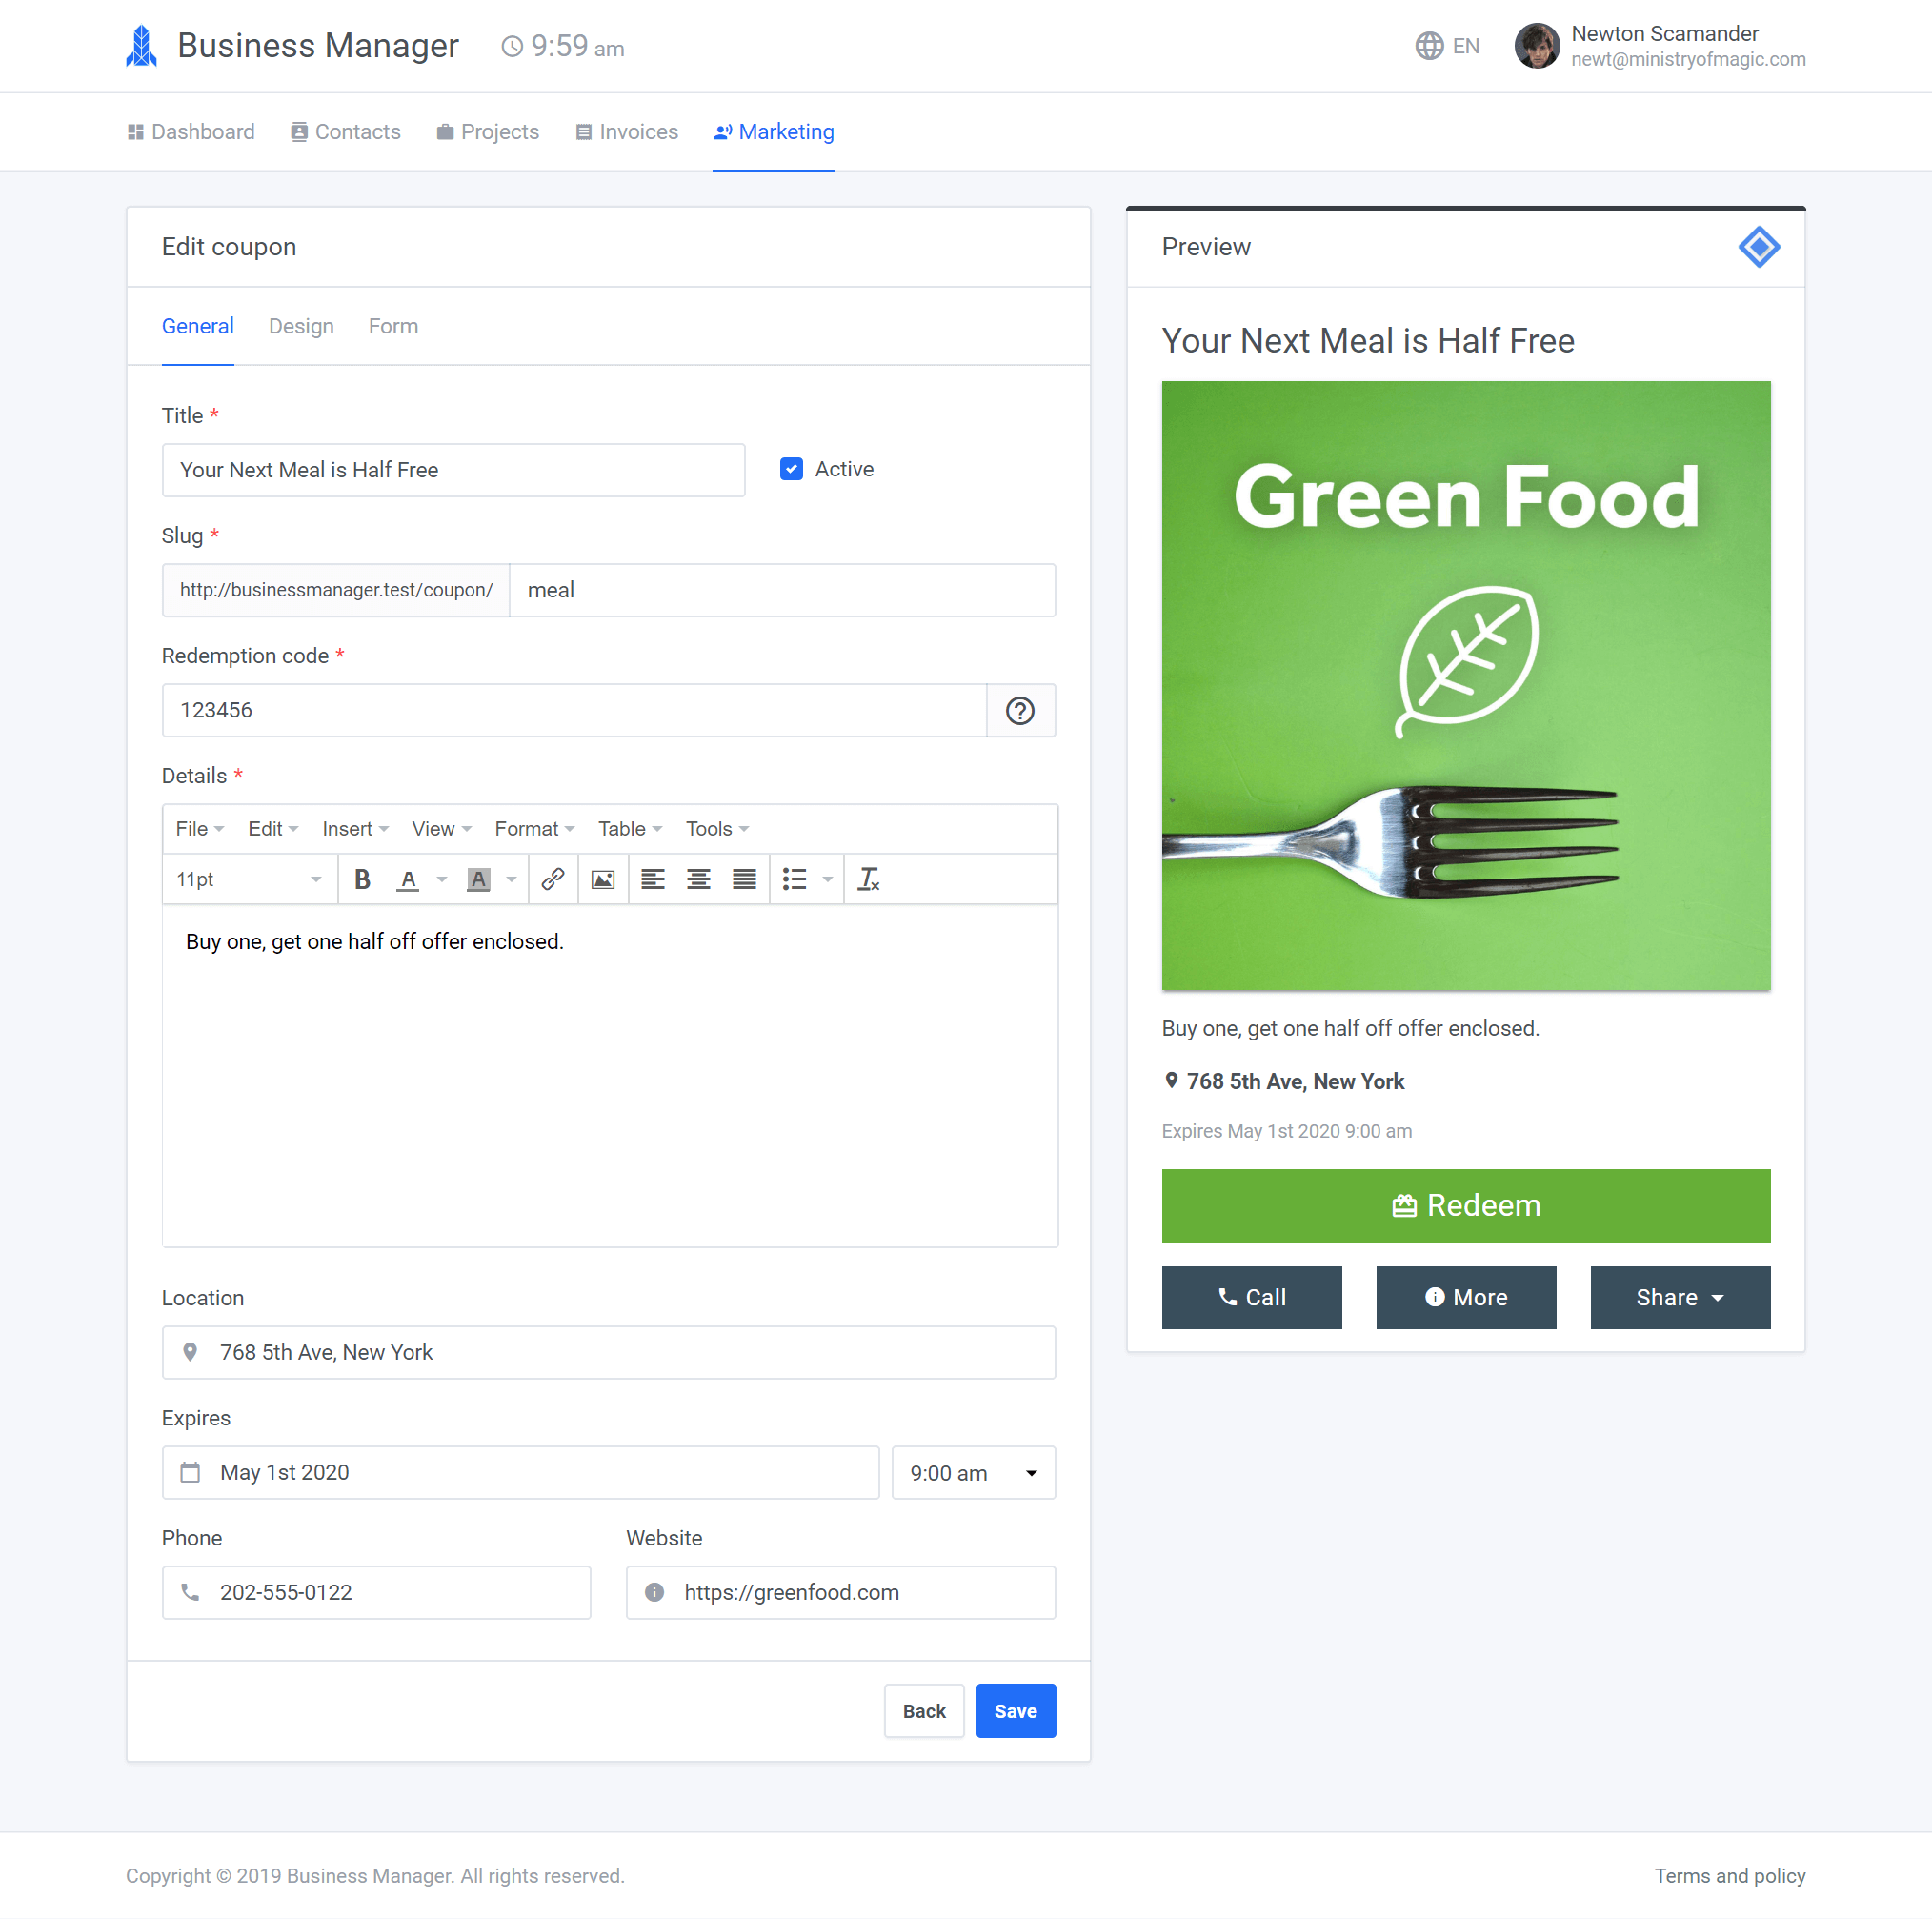 Business Manager 9:59 am
EN
Newton Scamander
newt@ministryofmagic.com
Dashboard Contacts Projects Invoices Marketing
Edit coupon
General Design Form
Title *
Your Next Meal is Half Free
Active
Slug *
http://businessmanager.test/coupon/ meal
Redemption code *
123456
Details *
File Edit Insert View Format Table Tools
11pt B A A
Buy one, get one half off offer enclosed.
Location
768 5th Ave, New York
Expires
May 1st 2020 9:00 am
Phone Website
202-555-0122 https://greenfood.com
Back Save
Preview
Your Next Meal is Half Free
Green Food
Buy one, get one half off offer enclosed.
768 5th Ave, New York
Expires May 1st 2020 9:00 am
Redeem
Call More Share
Copyright © 2019 Business Manager. All rights reserved. Terms and policy